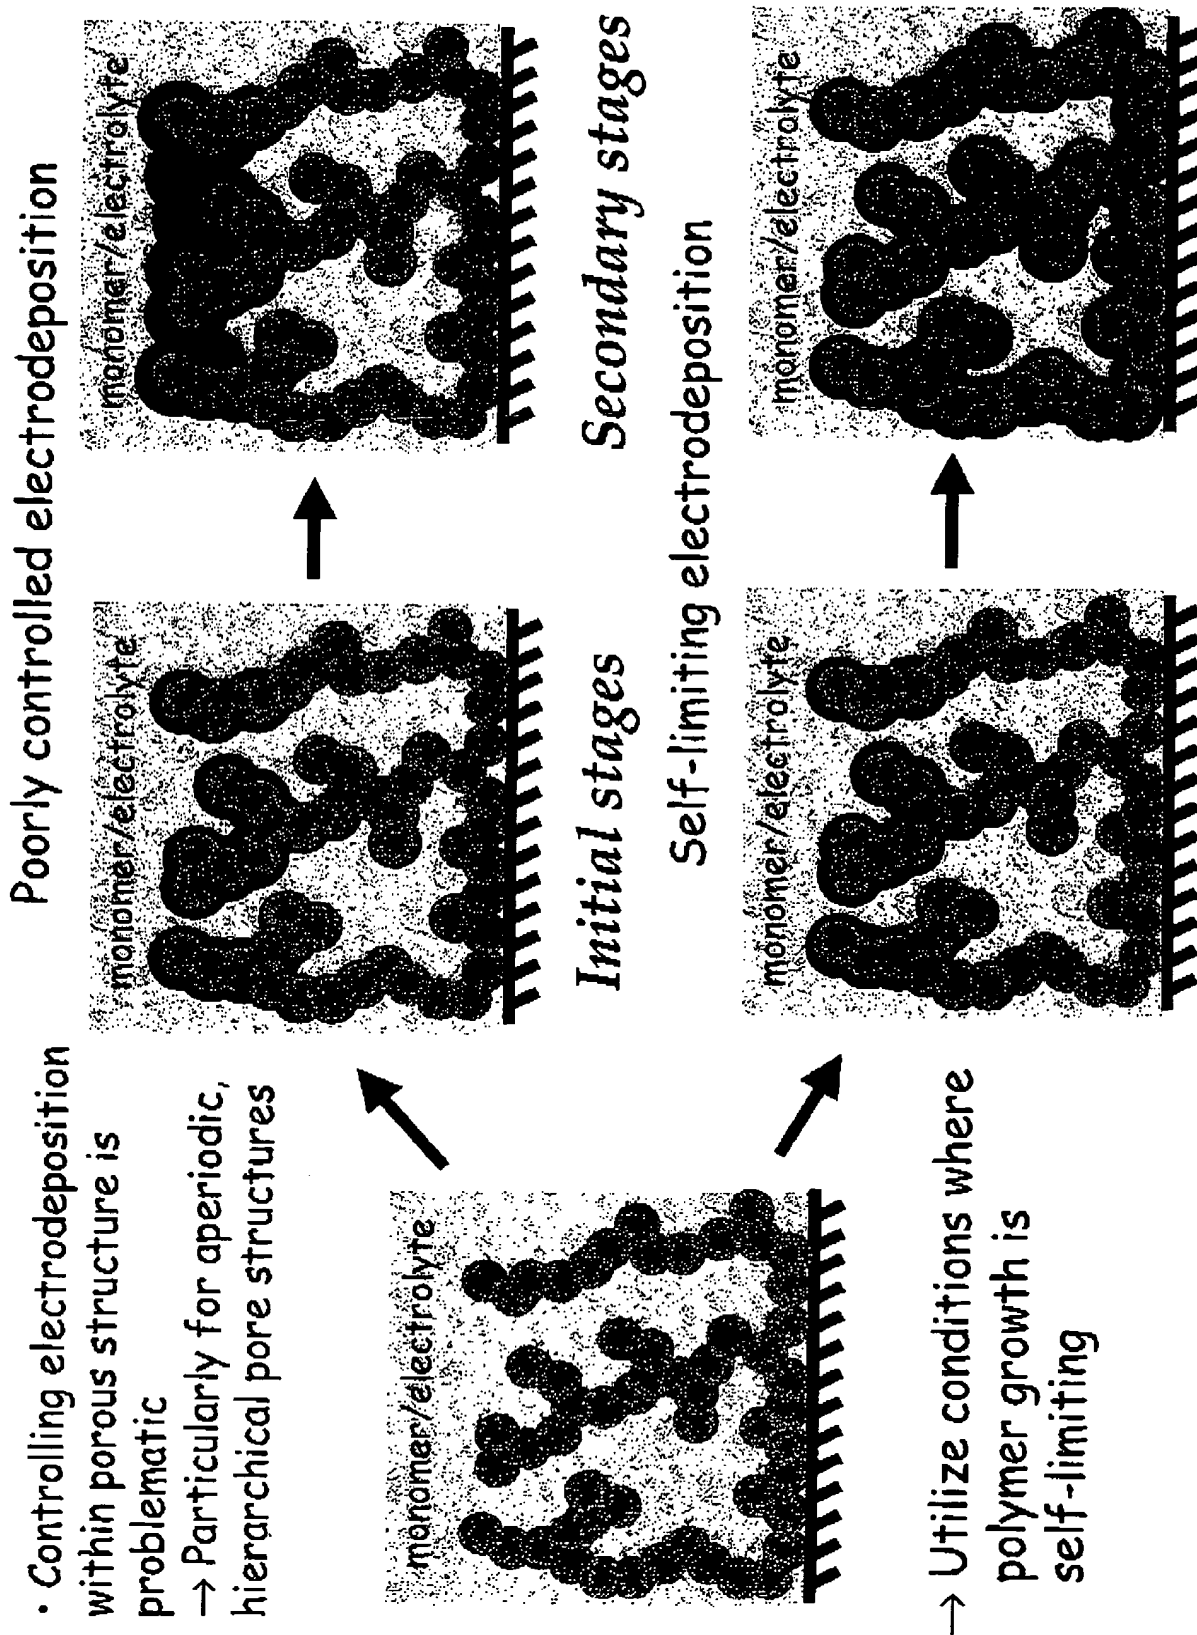 · Controlling electrodeposition
within porous structure is
problematic
→ Particularly for aperiodic,
hierarchical pore structures
monomer/electrolyte
→ Utilize conditions where
polymer growth is
self-limiting
Poorly controlled electrodeposition
monomer/electrolyte
monomer/electrolyte
Initial stages
Secondary stages
Self-limiting electrodeposition
monomer/electrolyte
monomer/electrolyte